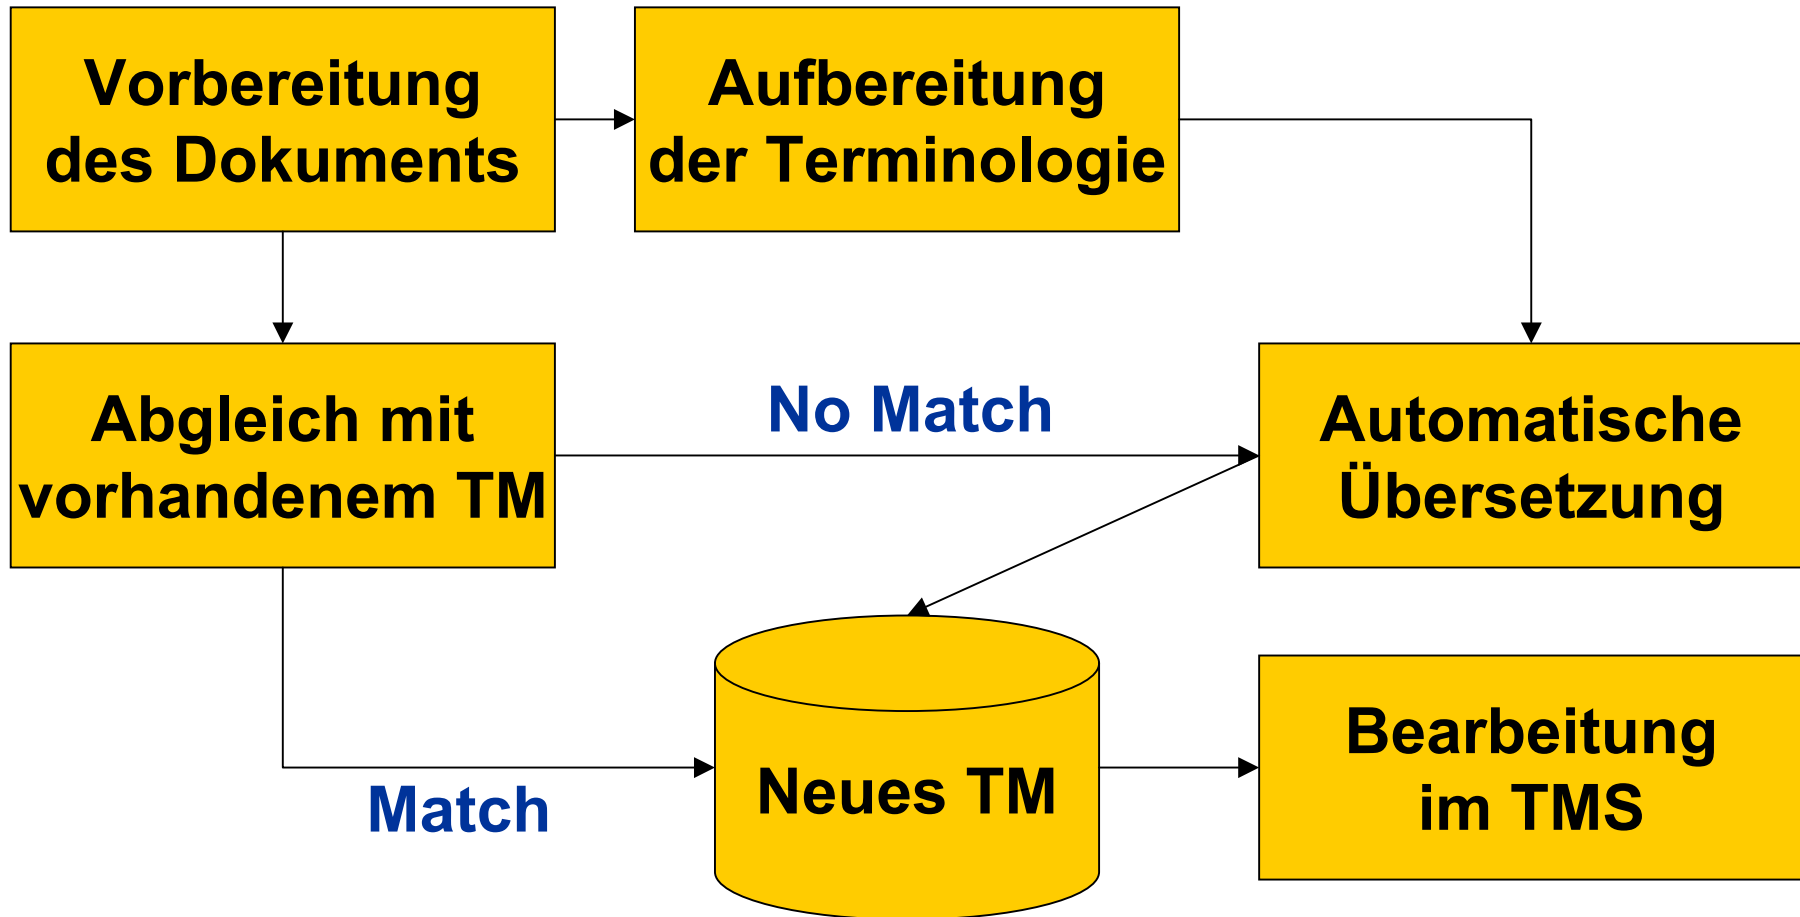 Vorbereitung
des Dokuments
Aufbereitung
der Terminologie
Abgleich mit
vorhandenem TM
No Match
Automatische
Übersetzung
Match
Neues TM
Bearbeitung
im TMS